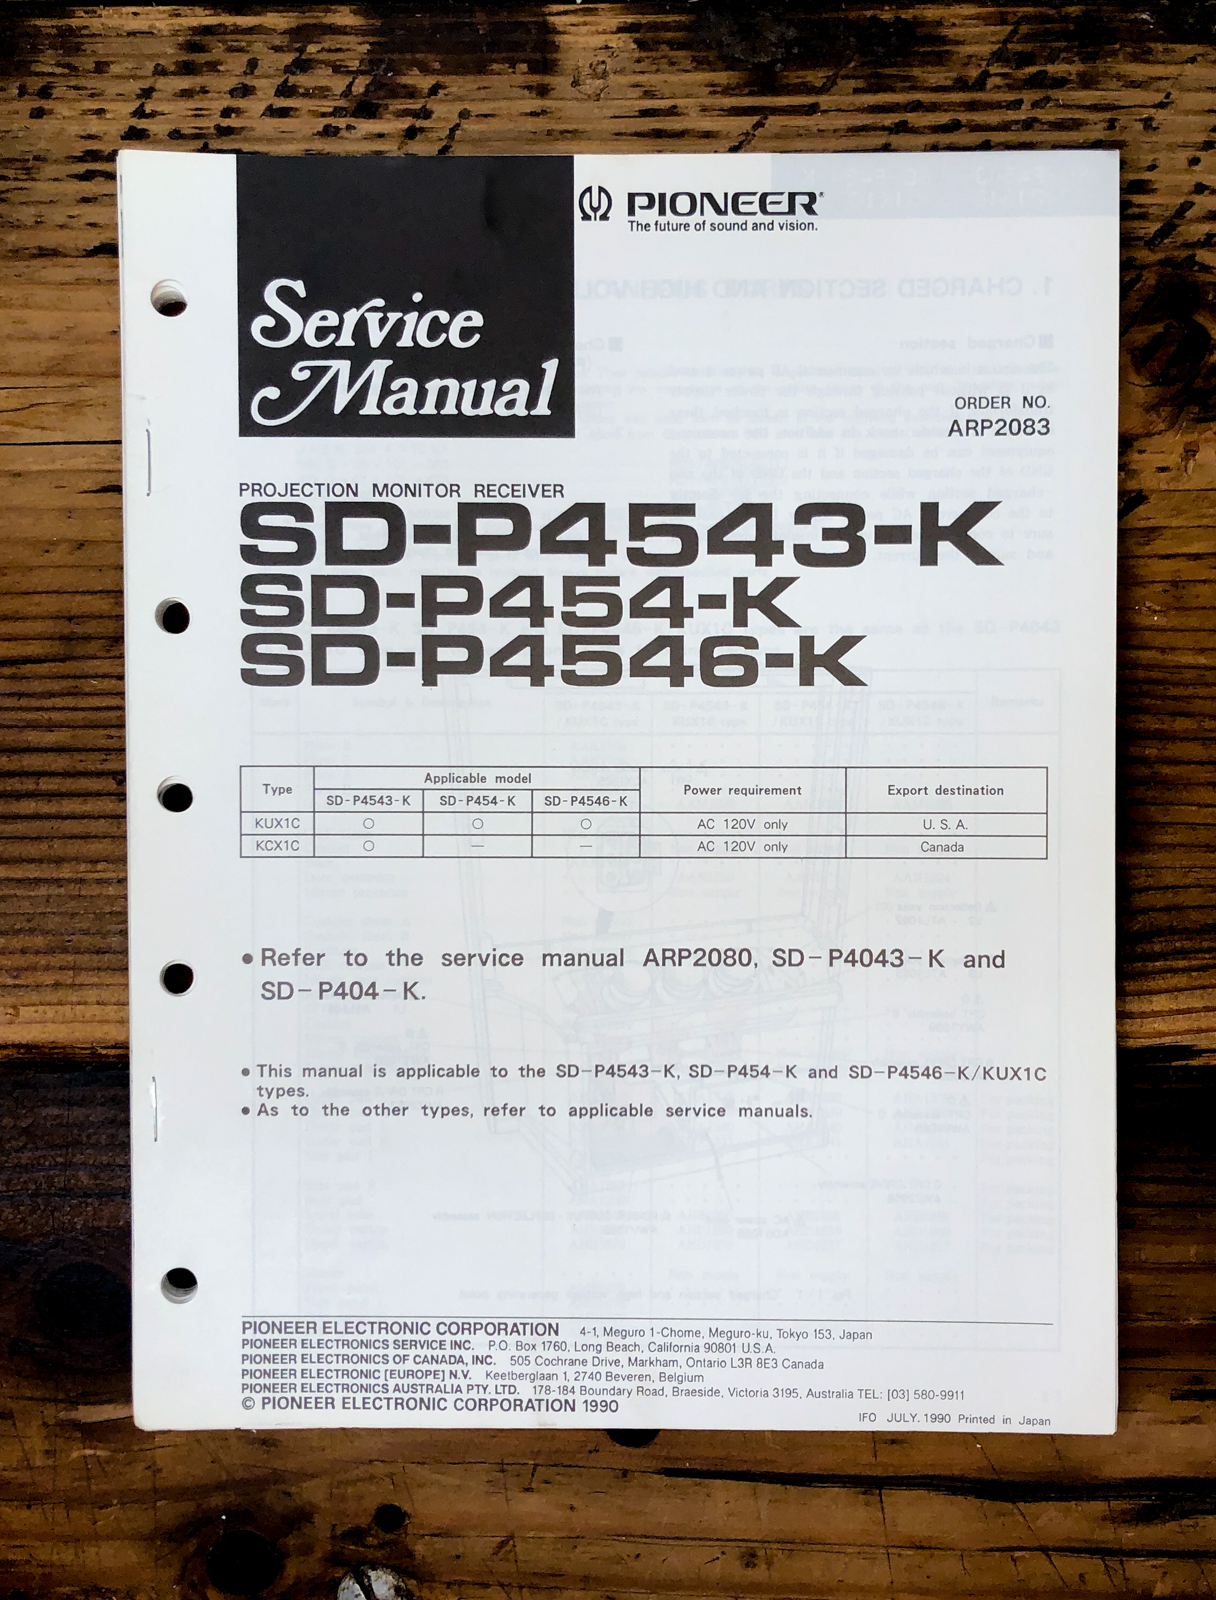 PIONEER®
The future of sound and vision.
Service
Manual
ORDER NO.
ARP2083
PROJECTION MONITOR RECEIVER
SD-P4543-K
SD-P454-K
SD-P4546-K
Type Applicable model Power requirement Export destination
SD-P4543-K SD-P454-K SD-P4546-K
KUX1C ○ ○ ○ AC 120V only U. S. A.
KCX1C ○ — — AC 120V only Canada
● Refer to the service manual ARP2080, SD-P4043-K and
SD-P404-K.
● This manual is applicable to the SD-P4543-K, SD-P454-K and SD-P4546-K/KUX1C
types.
● As to the other types, refer to applicable service manuals.
PIONEER ELECTRONIC CORPORATION 4-1, Meguro 1-Chome, Meguro-ku, Tokyo 153, Japan
PIONEER ELECTRONICS SERVICE INC. P.O. Box 1760, Long Beach, California 90801 U.S.A.
PIONEER ELECTRONICS OF CANADA, INC. 505 Cochrane Drive, Markham, Ontario L3R 8E3 Canada
PIONEER ELECTRONIC [EUROPE] N.V. Keetberglaan 1, 2740 Beveren, Belgium
PIONEER ELECTRONICS AUSTRALIA PTY. LTD. 178-184 Boundary Road, Braeside, Victoria 3195, Australia TEL: [03] 580-9911
© PIONEER ELECTRONIC CORPORATION 1990
IFO JULY. 1990 Printed in Japan